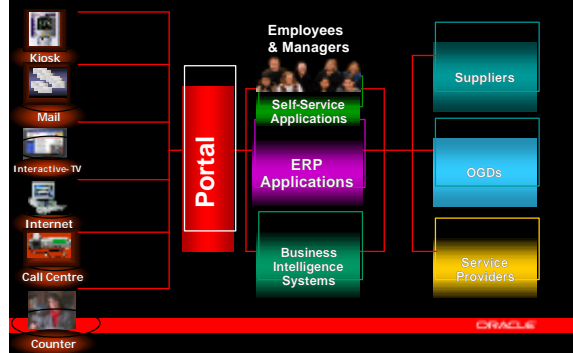 Kiosk
Mail
Interactive-TV
Internet
Call Centre
Counter
Portal
Employees
& Managers
Self-Service
Applications
ERP
Applications
Business
Intelligence
Systems
Suppliers
OGDs
Service
Providers
ORACLE